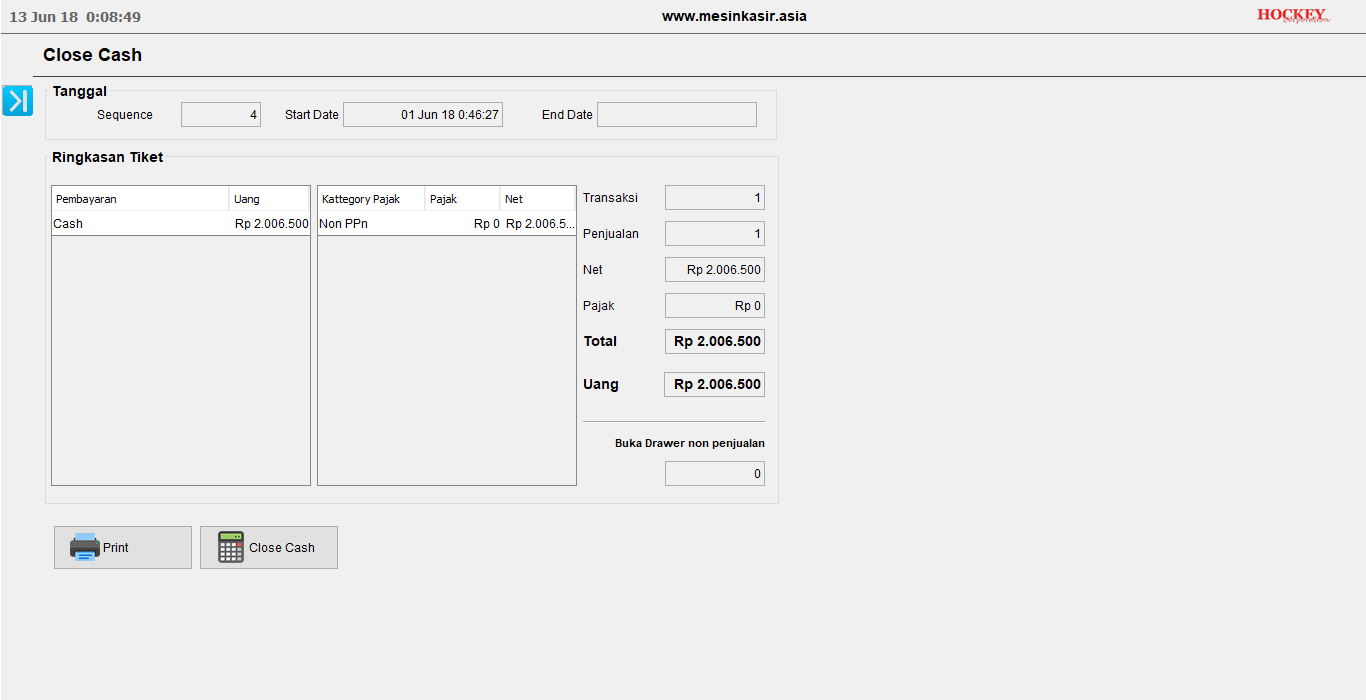 13 Jun 18 0:08:49
www.mesinkasir.asia
HOCKEY
Close Cash
Tanggal
Sequence 4 Start Date 01 Jun 18 0:46:27 End Date
Ringkasan Tiket
Pembayaran Uang Kattegory Pajak Pajak Net
Cash Rp 2.006.500 Non PPn Rp 0 Rp 2.006.5...
Transaksi 1
Penjualan 1
Net Rp 2.006.500
Pajak Rp 0
Total Rp 2.006.500
Uang Rp 2.006.500
Buka Drawer non penjualan
0
Print Close Cash